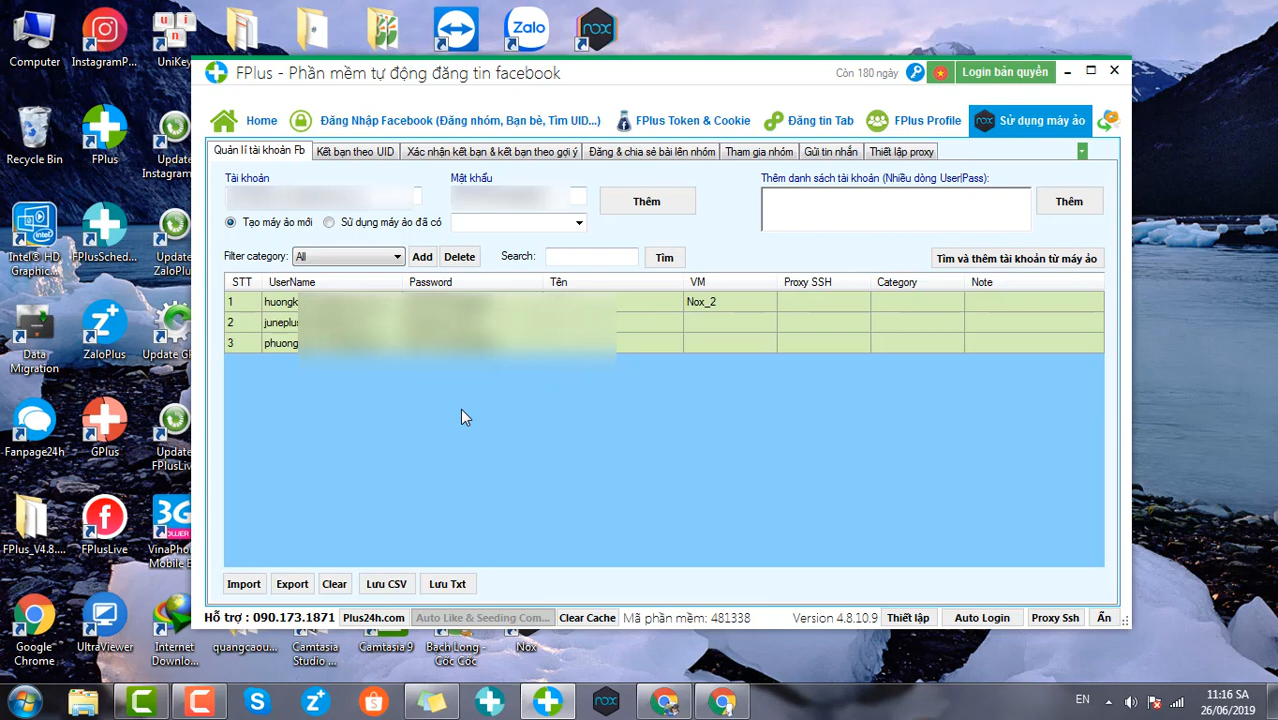 Computer
InstagramP...
UniKey
Zalo
nox
FPlus - Phần mềm tự động đăng tin facebook
Còn 180 ngày
Login bản quyền
Home
Đăng Nhập Facebook (Đăng nhóm, Bạn bè, Tìm UID...)
FPlus Token & Cookie
Đăng tin Tab
FPlus Profile
nox
Sử dụng máy ảo
Recycle Bin
FPlus
Update
Instagram...
Quản lí tài khoản Fb
Kết bạn theo UID
Xác nhận kết bạn & kết bạn theo gợi ý
Đăng & chia sẻ bài lên nhóm
Tham gia nhóm
Gửi tin nhắn
Thiết lập proxy
Tài khoản
Mật khẩu
Thêm
Thêm danh sách tài khoản (Nhiều dòng User|Pass):
Thêm
Tạo máy ảo mới
Sử dụng máy ảo đã có
Filter category:
All
Add
Delete
Search:
Tìm
Tìm và thêm tài khoản từ máy ảo
Intel® HD
Graphic...
FPlusSched...
Update
ZaloPlus
STT
UserName
Password
Tên
VM
Proxy SSH
Category
Note
1
huongk
Nox_2
2
juneplus
3
phuong
Data
Migration
ZaloPlus
Update GP
Fanpage24h
GPlus
Update
FPlusLive
FPlus_V4.8....
FPlusLive
3G
VinaPhone
Mobile B
Import
Export
Clear
Lưu CSV
Lưu Txt
Hỗ trợ : 090.173.1871
Plus24h.com
Auto Like & Seeding Com...
Clear Cache
Mã phần mềm: 481338
Version 4.8.10.9
Thiết lập
Auto Login
Proxy Ssh
Ẩn
Google
Chrome
UltraViewer
Internet
Downlo...
quangcaou...
Camtasia
Studio ...
Camtasia 9
Bach Long -
Cốc Cốc
Nox
nox
EN
11:16 SA
26/06/2019